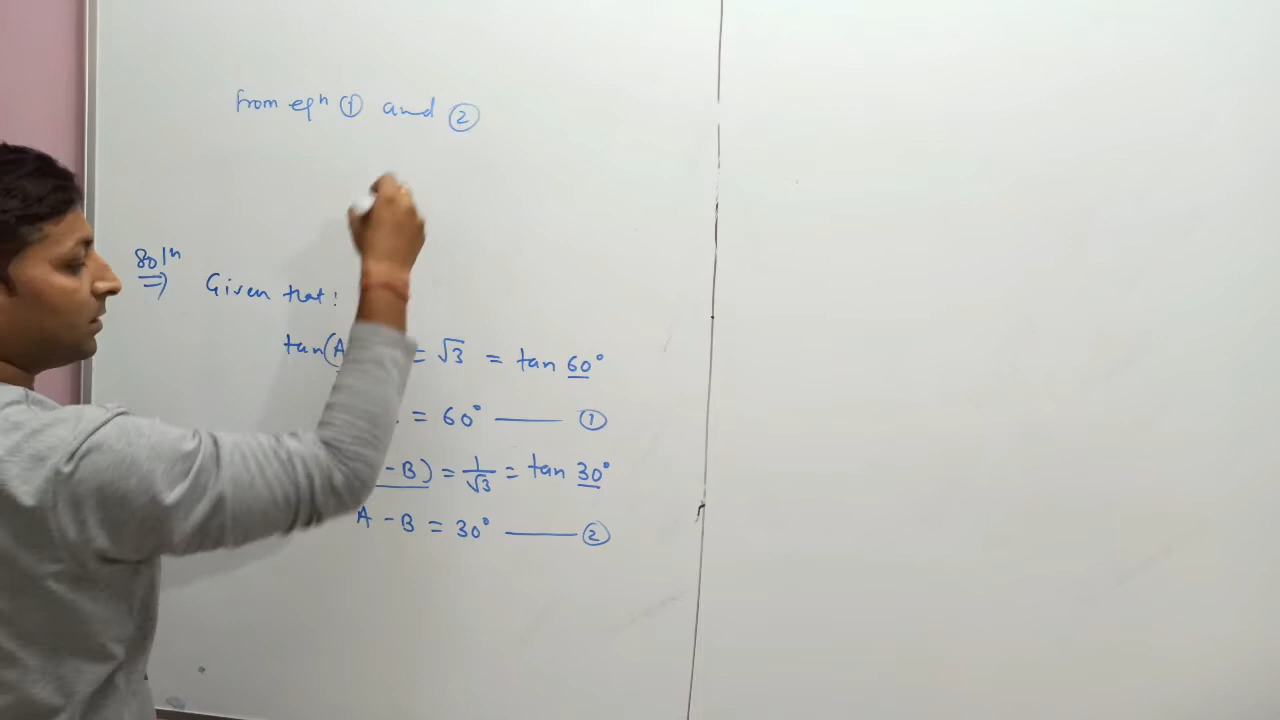 from eqn ① and ②
Soln
⇒) Given that:
tan(A = √3 = tan 60°
= 60° —— ①
-B) = 1/√3 = tan 30°
A - B = 30° —— ②